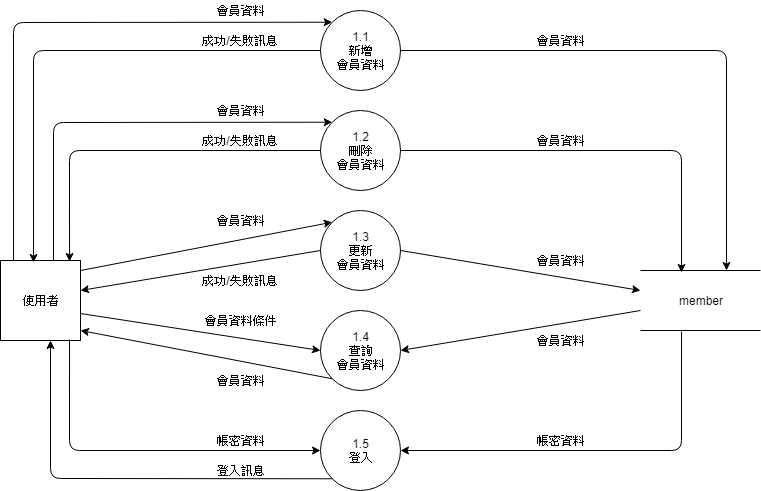 會員資料
成功/失敗訊息
1.1
新增
會員資料
會員資料
會員資料
成功/失敗訊息
1.2
刪除
會員資料
會員資料
會員資料
成功/失敗訊息
1.3
更新
會員資料
會員資料
使用者
member
會員資料條件
會員資料
1.4
查詢
會員資料
會員資料
帳密資料
登入訊息
1.5
登入
帳密資料